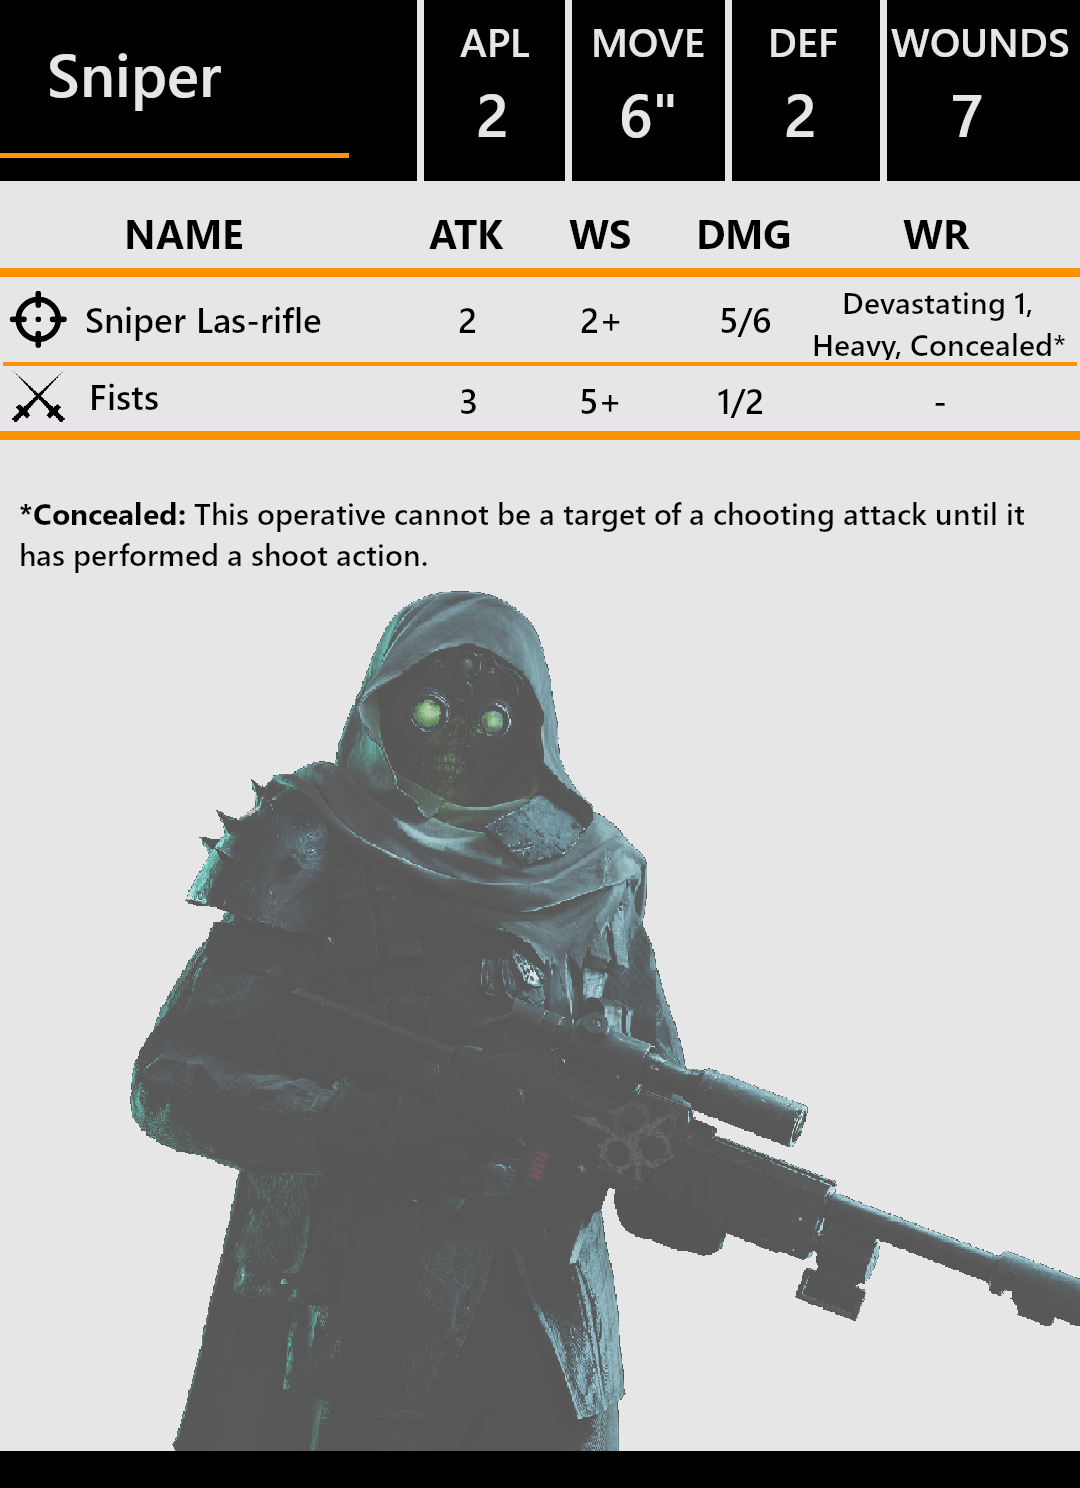 Sniper
APL MOVE DEF WOUNDS
2 6" 2 7
NAME ATK WS DMG WR
Sniper Las-rifle 2 2+ 5/6 Devastating 1,
Heavy, Concealed*
Fists 3 5+ 1/2 -
*Concealed: This operative cannot be a target of a chooting attack until it
has performed a shoot action.